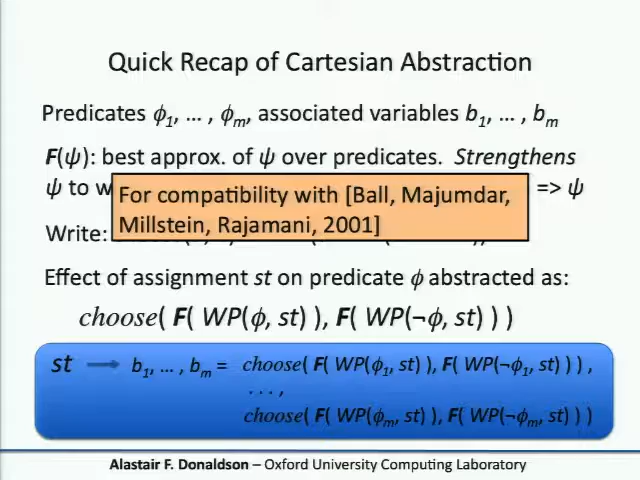 Quick Recap of Cartesian Abstraction
Predicates ϕ1, … , ϕm, associated variables b1, … , bm
F(ψ): best approx. of ψ over predicates. Strengthens
ψ to w => ψ
For compatibility with [Ball, Majumdar,
Millstein, Rajamani, 2001]
Write:
Effect of assignment st on predicate ϕ abstracted as:
choose( F( WP(ϕ, st) ), F( WP(¬ϕ, st) ) )
st → b1, … , bm = choose( F( WP(ϕ1, st) ), F( WP(¬ϕ1, st) ) ) ,
. . . ,
choose( F( WP(ϕm, st) ), F( WP(¬ϕm, st) ) )
Alastair F. Donaldson – Oxford University Computing Laboratory